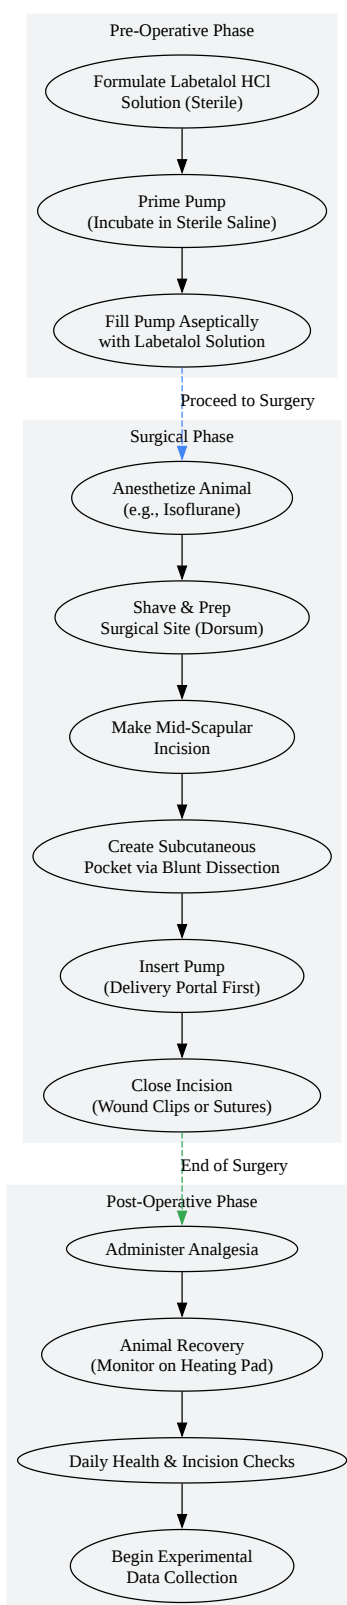 Pre-Operative Phase
Formulate Labetalol HCl
Solution (Sterile)
Prime Pump
(Incubate in Sterile Saline)
Fill Pump Aseptically
with Labetalol Solution
Proceed to Surgery
Surgical Phase
Anesthetize Animal
(e.g., Isoflurane)
Shave & Prep
Surgical Site (Dorsum)
Make Mid-Scapular
Incision
Create Subcutaneous
Pocket via Blunt Dissection
Insert Pump
(Delivery Portal First)
Close Incision
(Wound Clips or Sutures)
End of Surgery
Post-Operative Phase
Administer Analgesia
Animal Recovery
(Monitor on Heating Pad)
Daily Health & Incision Checks
Begin Experimental
Data Collection